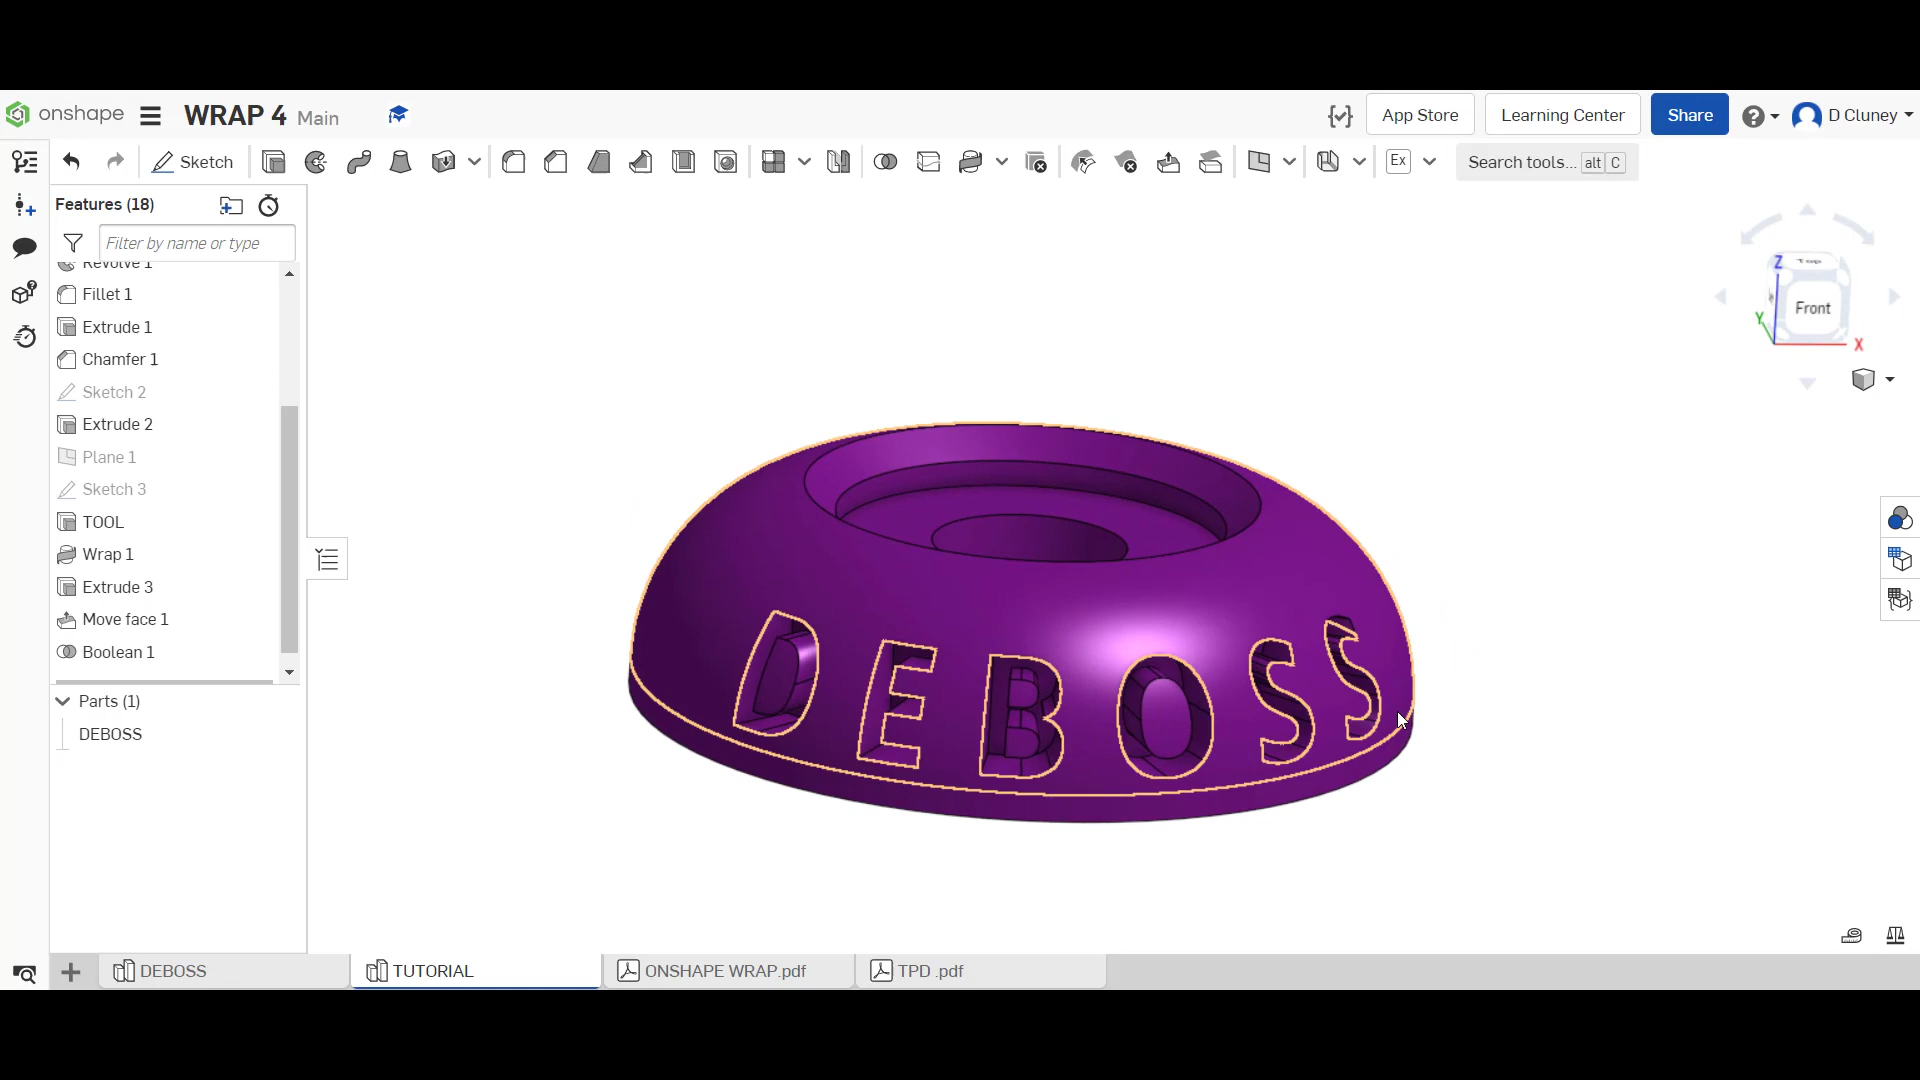 onshape
WRAP 4 Main
App Store
Learning Center
Share
D Cluney
Sketch
Ex
Search tools... alt C
Features (18)
Filter by name or type
Revolve 1
Fillet 1
Extrude 1
Chamfer 1
Sketch 2
Extrude 2
Plane 1
Sketch 3
TOOL
Wrap 1
Extrude 3
Move face 1
Boolean 1
Parts (1)
DEBOSS
Top
Z
Front
Y
X
DEBOSS
DEBOSS
TUTORIAL
ONSHAPE WRAP.pdf
TPD .pdf